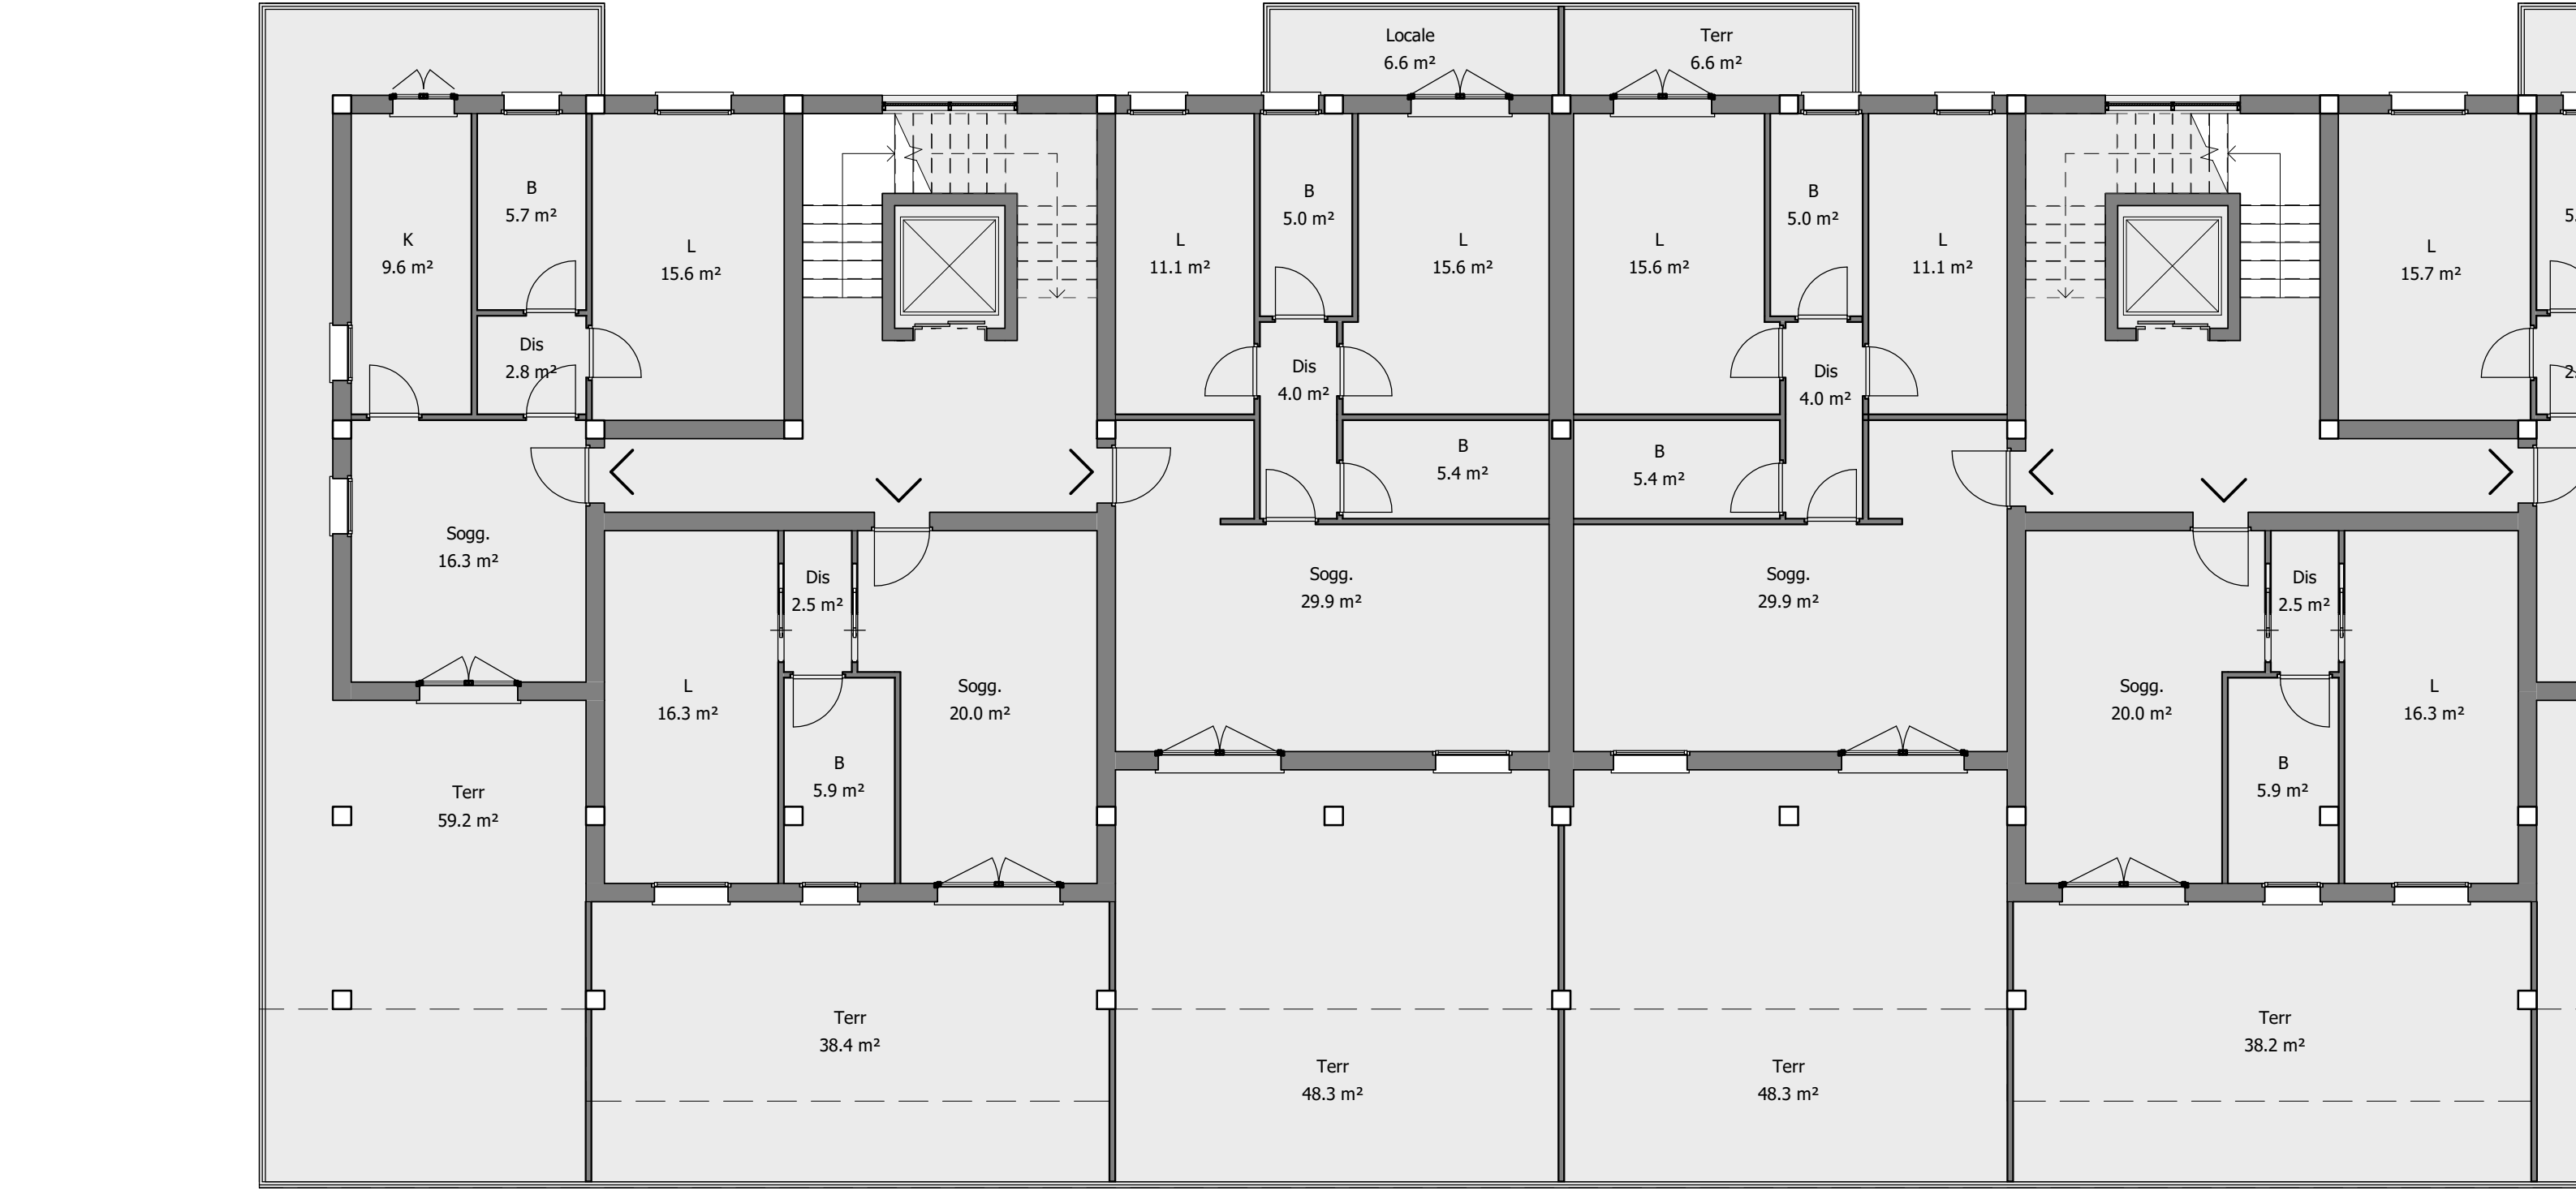 Locale
6.6 m²
Terr
6.6 m²
K
9.6 m²
B
5.7 m²
Dis
2.8 m²
L
15.6 m²
L
11.1 m²
B
5.0 m²
Dis
4.0 m²
L
15.6 m²
B
5.4 m²
L
15.6 m²
B
5.0 m²
Dis
4.0 m²
L
11.1 m²
B
5.4 m²
L
15.7 m²
Sogg.
16.3 m²
L
16.3 m²
Dis
2.5 m²
B
5.9 m²
Sogg.
20.0 m²
Sogg.
29.9 m²
Sogg.
29.9 m²
Sogg.
20.0 m²
Dis
2.5 m²
B
5.9 m²
L
16.3 m²
Terr
59.2 m²
Terr
38.4 m²
Terr
48.3 m²
Terr
48.3 m²
Terr
38.2 m²